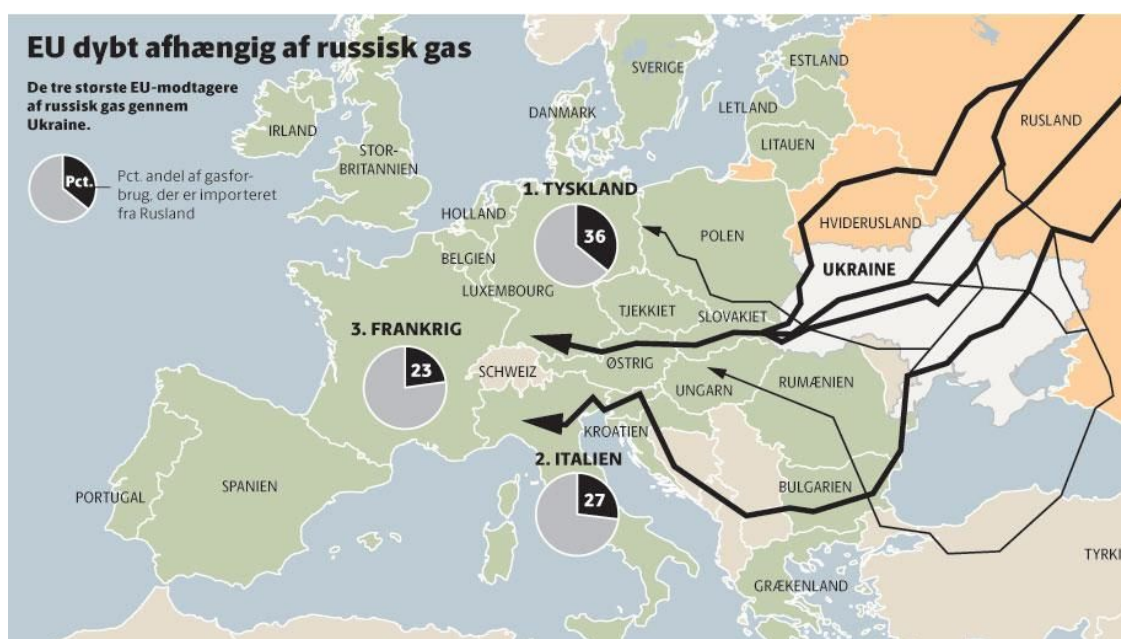 EU dybt afhængig af russisk gas
De tre største EU-modtagere
af russisk gas gennem
Ukraine.
Pct.
Pct. andel af gasfor-
brug, der er importeret
fra Rusland
IRLAND
STOR-
BRITANNIEN
DANMARK
SVERIGE
ESTLAND
LETLAND
LITAUEN
RUSLAND
HVIDERUSLAND
HOLLAND
BELGIEN
LUXEMBOURG
1. TYSKLAND
36
POLEN
UKRAINE
TJEKKIET
SLOVAKIET
3. FRANKRIG
23
SCHWEIZ
ØSTRIG
UNGARN
RUMÆNIEN
KROATIEN
2. ITALIEN
27
BULGARIEN
PORTUGAL
SPANIEN
GRÆKENLAND
TYRKI